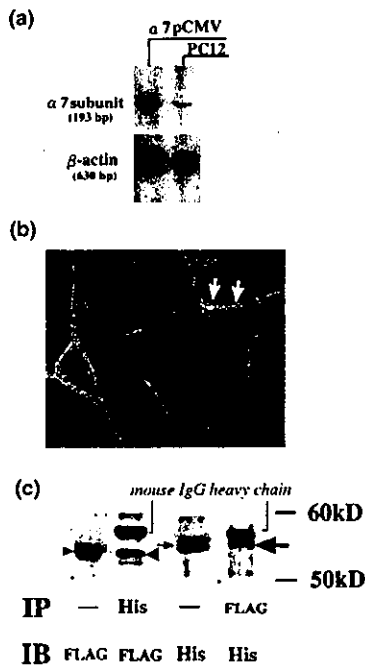 (a)
α 7pCMV
PC12
α 7subunit
(193 bp)
β-actin
(630 bp)
(b)
(c)
mouse IgG heavy chain
60kD
50kD
IP — His — FLAG
IB FLAG FLAG His His